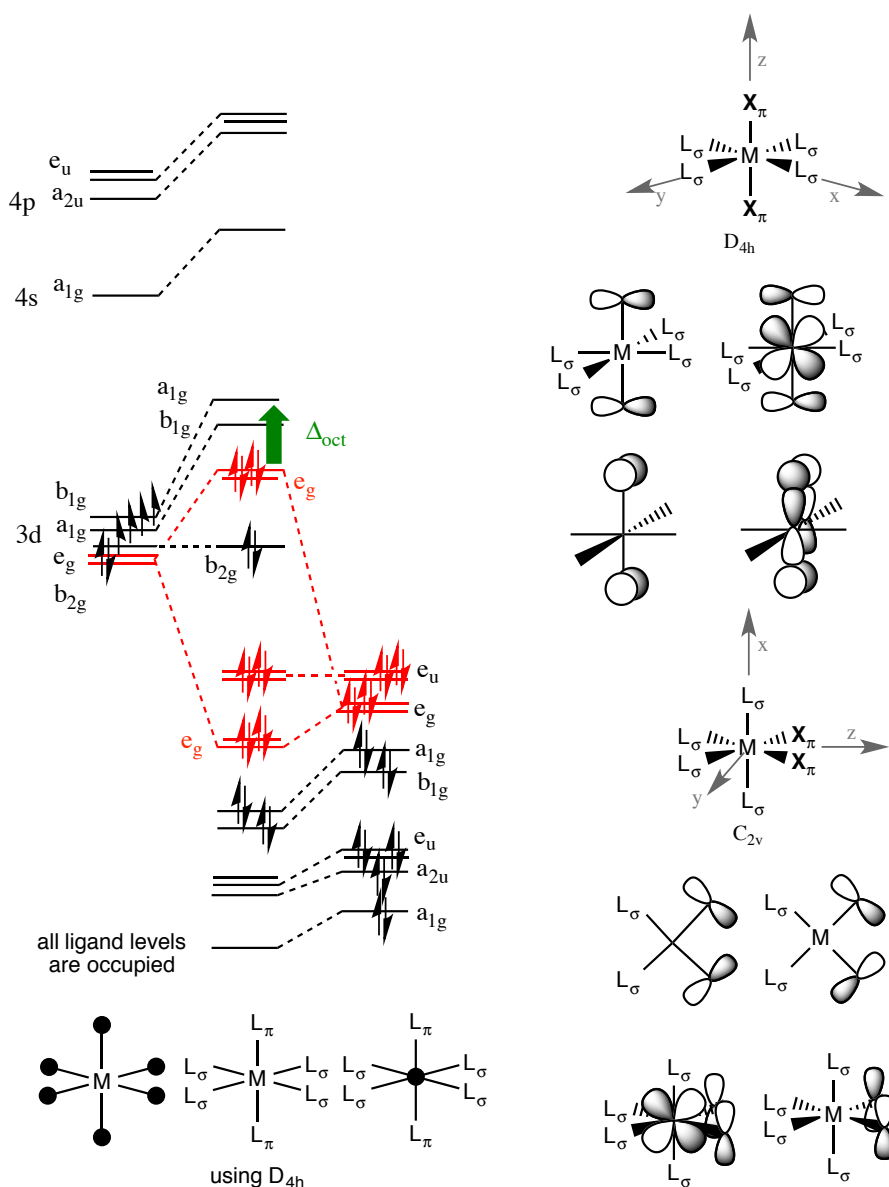 e_u
4p a_2u
4s a_1g
a_1g
b_1g
Δ_oct
e_g
b_1g
3d a_1g
e_g
b_2g
b_2g
e_u
e_g
e_g
a_1g
b_1g
e_u
a_2u
a_1g
all ligand levels
are occupied
M
L_π
L_σ M L_σ
L_σ L_σ
L_π
L_π
L_σ L_σ
L_σ L_σ
L_π
using D_4h
z
X_π
L_σ M L_σ
L_σ L_σ
y X_π x
D_4h
L_σ
L_σ M L_σ
L_σ
L_σ
L_σ L_σ
L_σ
x
L_σ
L_σ M X_π z
L_σ X_π
y L_σ
C_2v
L_σ
L_σ
L_σ
M
L_σ
L_σ
L_σ
L_σ
L_σ
L_σ
L_σ M
L_σ
L_σ